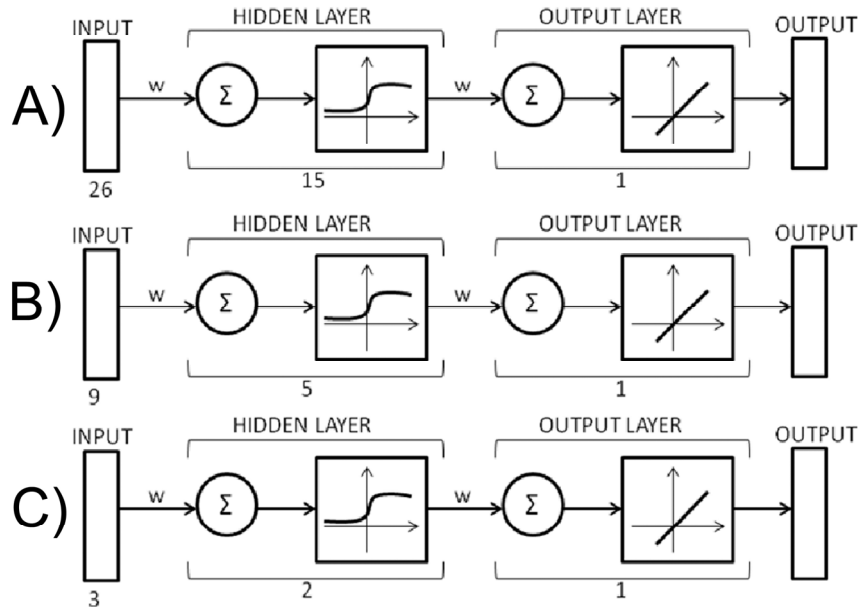 INPUT HIDDEN LAYER OUTPUT LAYER OUTPUT
A) w Σ w Σ
26 15 1
INPUT HIDDEN LAYER OUTPUT LAYER OUTPUT
B) w Σ w Σ
9 5 1
INPUT HIDDEN LAYER OUTPUT LAYER OUTPUT
C) w Σ w Σ
3 2 1